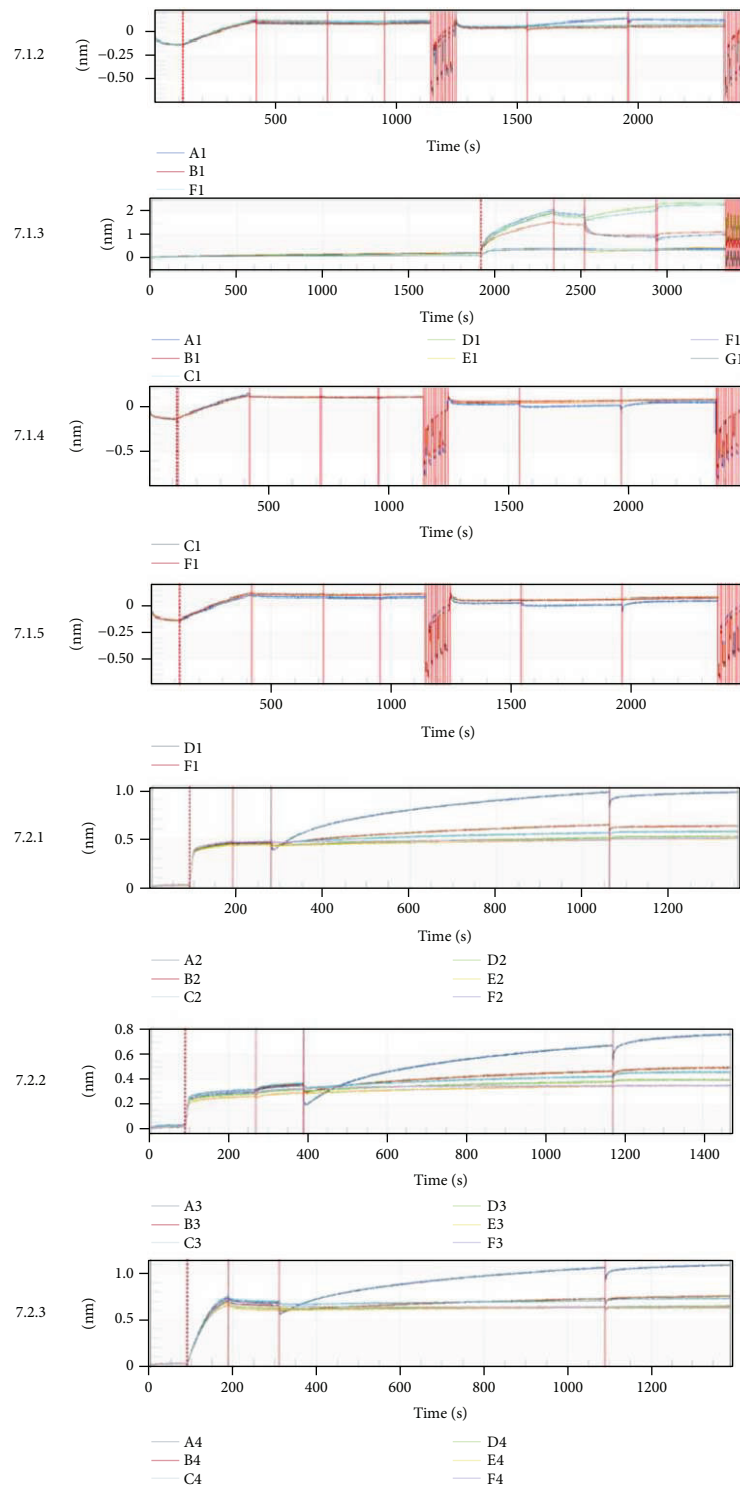 7.1.2
(nm)
0
−0.25
−0.50
500 1000 1500 2000
Time (s)
A1
B1
F1
7.1.3
(nm)
2
1
0
0 500 1000 1500 2000 2500 3000
Time (s)
A1 D1 F1
B1 E1 G1
C1
7.1.4
(nm)
0
−0.5
500 1000 1500 2000
Time (s)
C1
F1
7.1.5
(nm)
0
−0.25
−0.50
500 1000 1500 2000
Time (s)
D1
F1
7.2.1
(nm)
1.0
0.5
0
200 400 600 800 1000 1200
Time (s)
A2 D2
B2 E2
C2 F2
7.2.2
(nm)
0.8
0.6
0.4
0.2
0
0 200 400 600 800 1000 1200 1400
Time (s)
A3 D3
B3 E3
C3 F3
7.2.3
(nm)
1.0
0.5
0
0 200 400 600 800 1000 1200
Time (s)
A4 D4
B4 E4
C4 F4